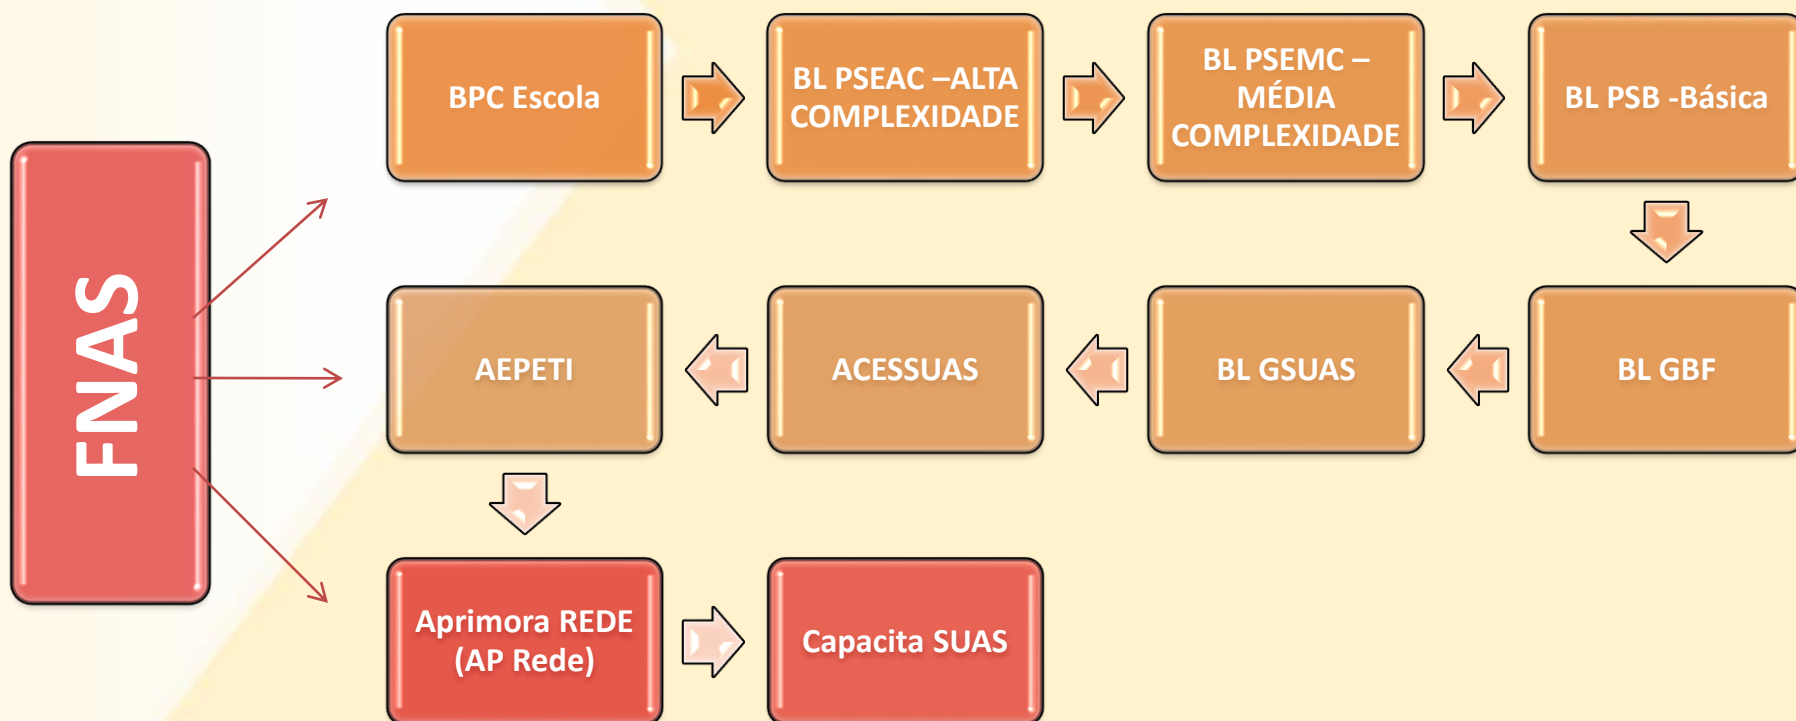 FNAS
BPC Escola
BL PSEAC –ALTA
COMPLEXIDADE
BL PSEMC –
MÉDIA
COMPLEXIDADE
BL PSB -Básica
BL GBF
BL GSUAS
ACESSUAS
AEPETI
Aprimora REDE
(AP Rede)
Capacita SUAS